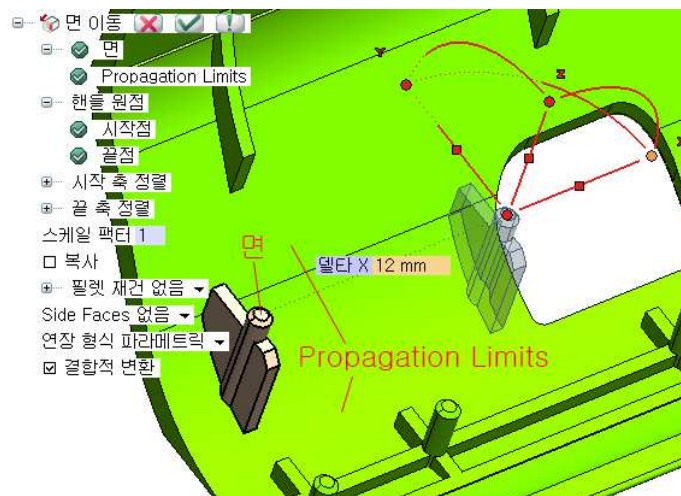 면 이동
면
Propagation Limits
핸들 원점
시작점
끝점
시작 축 정렬
끝 축 정렬
스케일 팩터 1
복사
필렛 재건 없음
Side Faces 없음
연장 형식 파라메트릭
결합적 변환
Y
Z
X
면
델타 X 12 mm
Propagation Limits